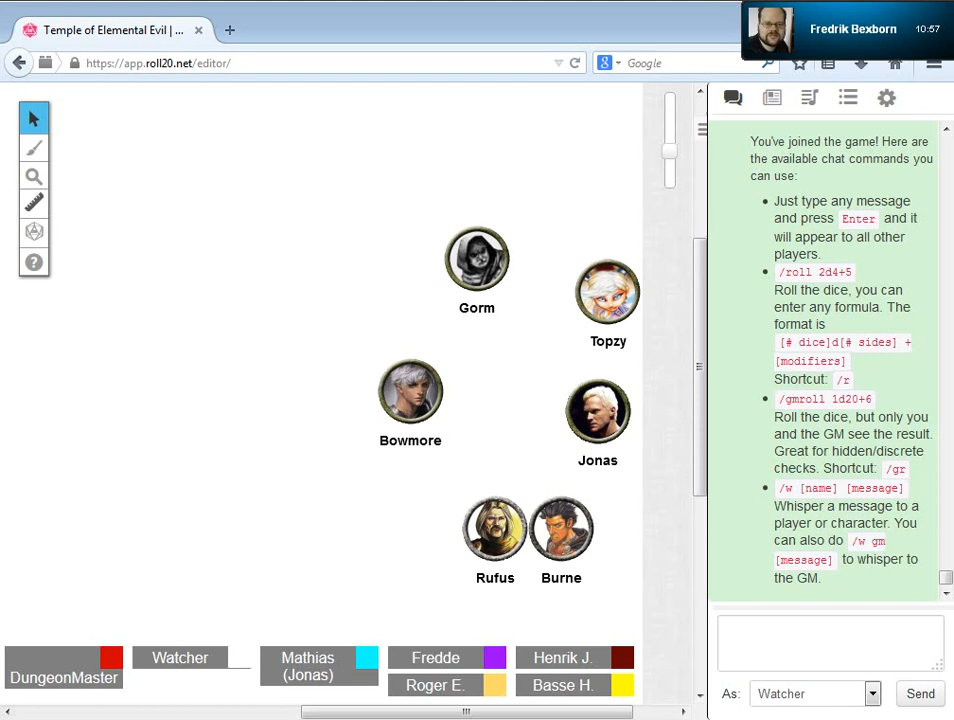 Temple of Elemental Evil | ...
Fredrik Bexborn 10:57
https://app.roll20.net/editor/
Google
Gorm
Topzy
Bowmore
Jonas
Rufus Burne
You've joined the game! Here are
the available chat commands you
can use:
Just type any message
and press Enter and it
will appear to all other
players.
/roll 2d4+5
Roll the dice, you can
enter any formula. The
format is
[# dice]d[# sides] +
[modifiers]
Shortcut: /r
/gmroll 1d20+6
Roll the dice, but only you
and the GM see the result.
Great for hidden/discrete
checks. Shortcut: /gr
/w [name] [message]
Whisper a message to a
player or character. You
can also do /w gm
[message] to whisper to
the GM.
DungeonMaster
Watcher
Mathias
(Jonas)
Fredde
Roger E.
Henrik J.
Basse H.
As: Watcher Send